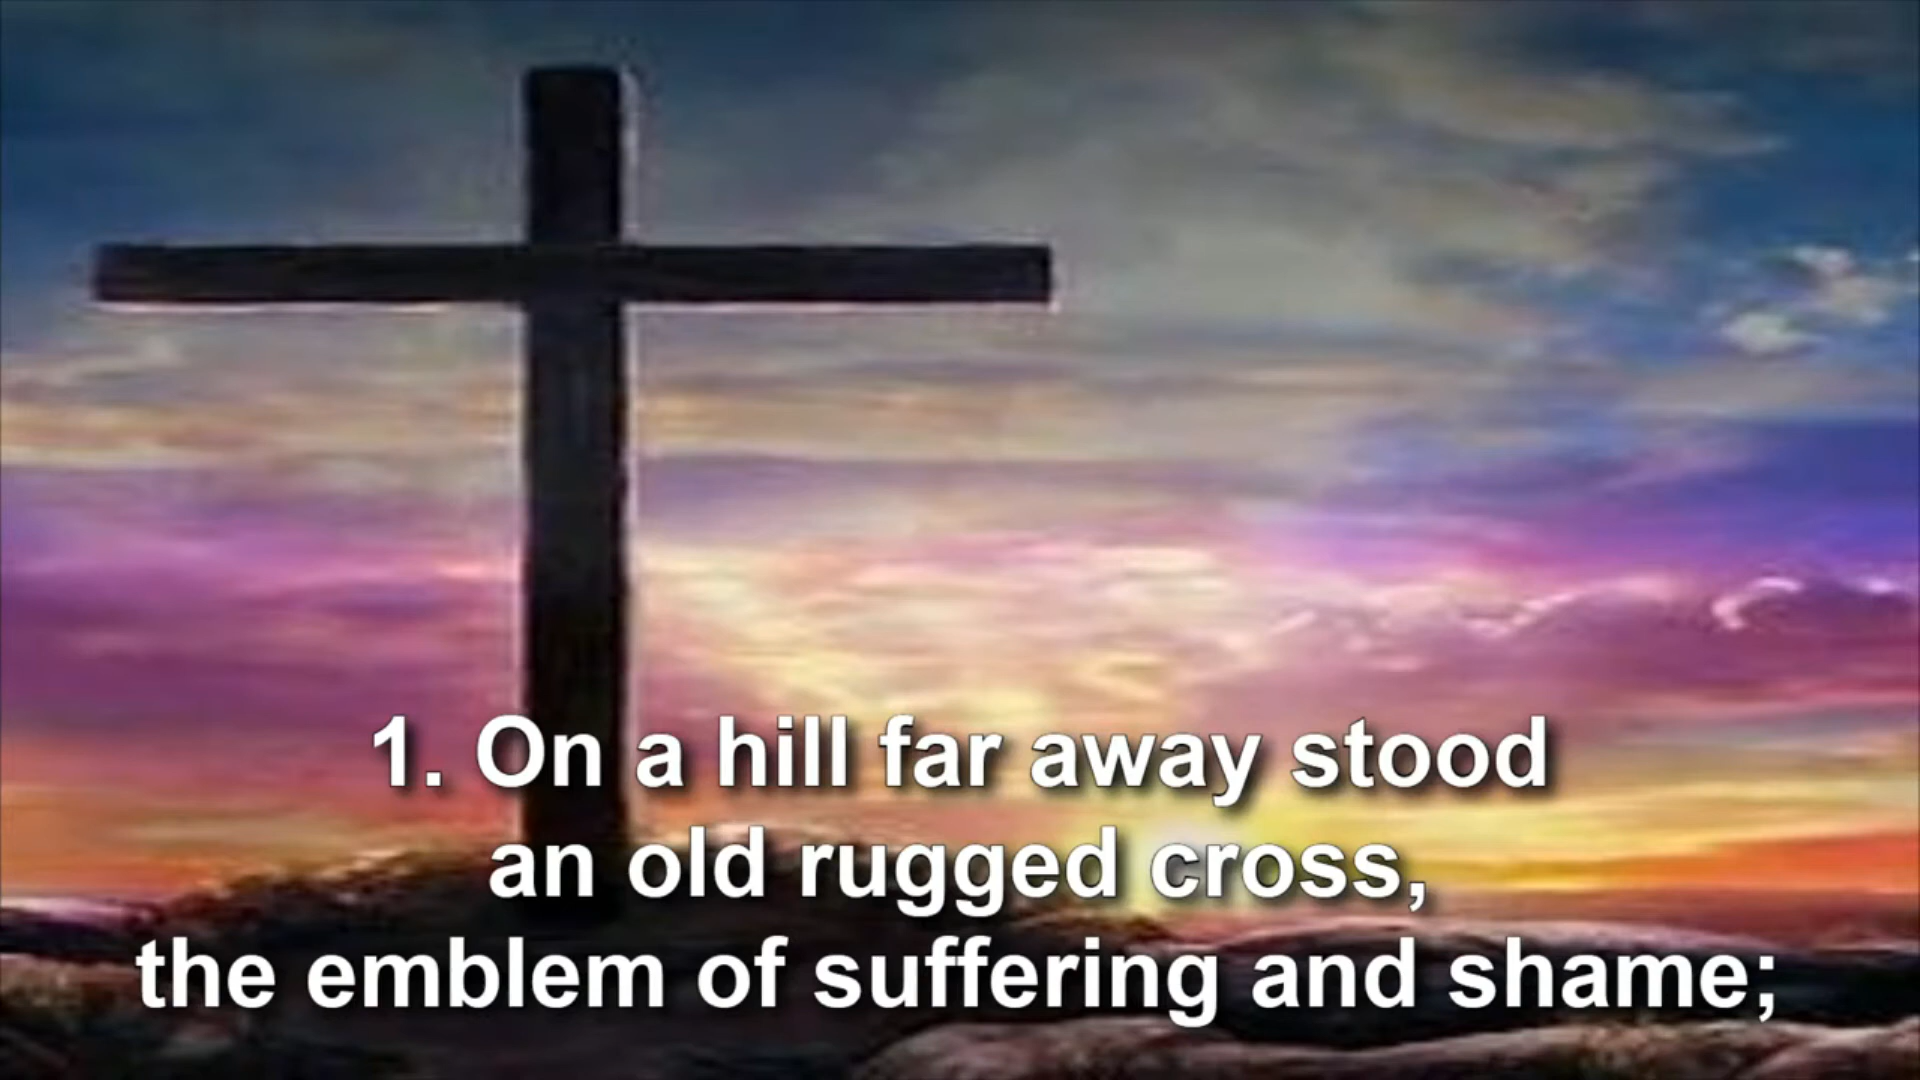 1. On a hill far away stood
an old rugged cross,
the emblem of suffering and shame;